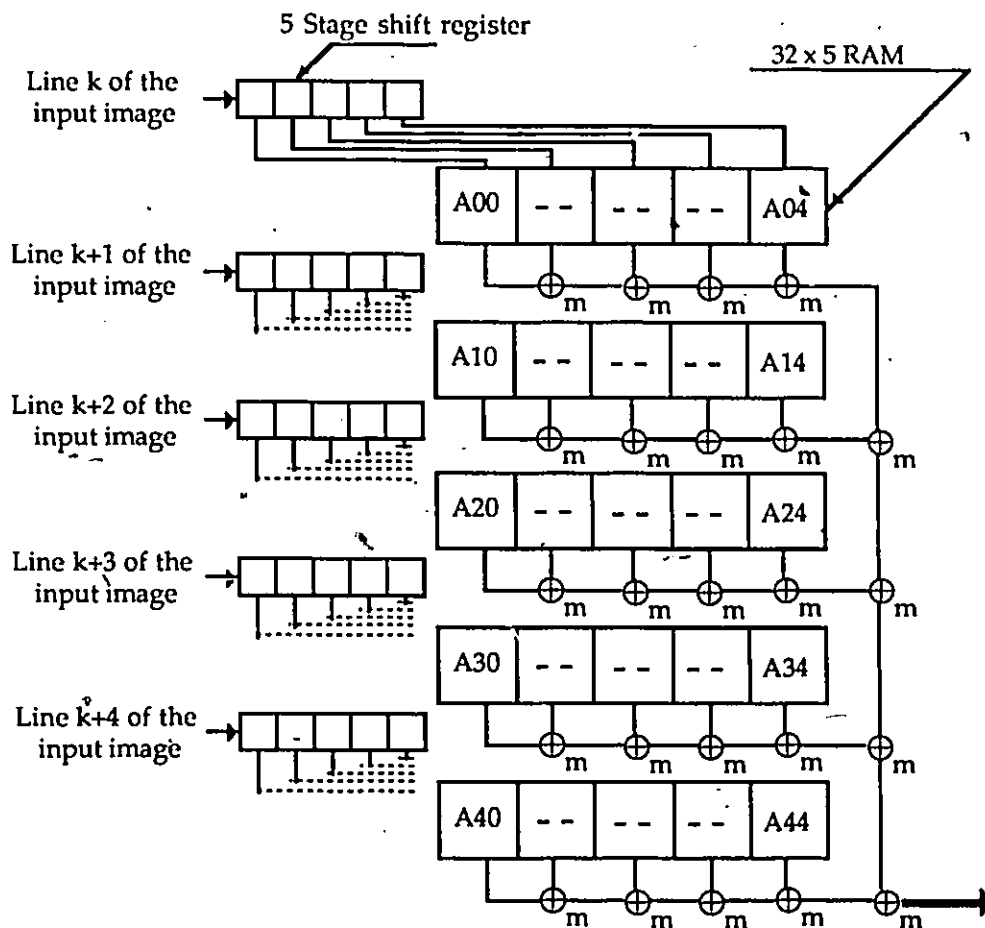 5 Stage shift register
32 x 5 RAM
Line k of the
input image
A00 -- -- -- A04
m m m m
Line k+1 of the
input image
A10 -- -- -- A14
m m m m m
Line k+2 of the
input image
A20 -- -- -- A24
m m m m m
Line k+3 of the
input image
A30 -- -- -- A34
m m m m m
Line k+4 of the
input image
A40 -- -- -- A44
m m m m m